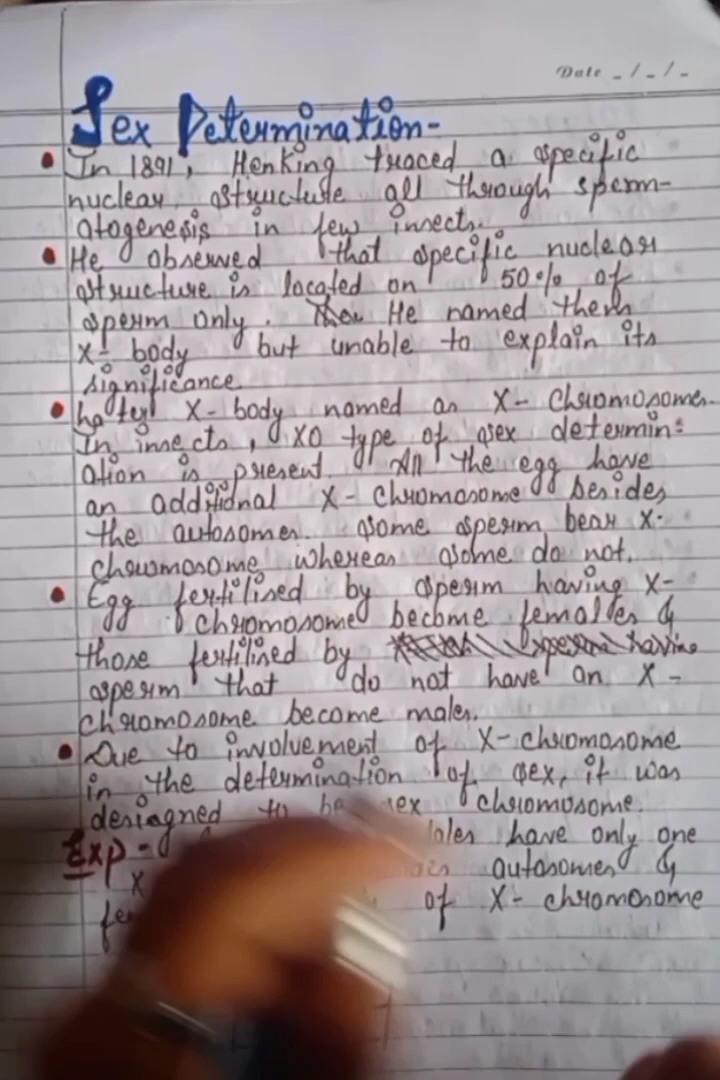 Date _ / _ / _
Sex Determination-
In 1891, Henking traced a specific
nuclear structure all through sperm-
atogenesis in few insects.
He observed that specific nuclear
structure is located on 50% of
sperm only. He named them
X- body but unable to explain its
significance
Later X-body named as X- Chromosomes.
In insects, XO type of sex determin-
ation is present. All the egg have
an additional X- chromosome besides
the autosomes. Some sperm bear X-
chromosome whereas some do not.
Egg fertilised by sperm having X-
chromosome become females &
those fertilised by
sperm that do not have an X-
chromosome become males.
Due to involvement of X-chromosome
in the determination of sex, it was
designed to be sex chromosome.
Exp- have only one
X autosomes &
of X- chromosome